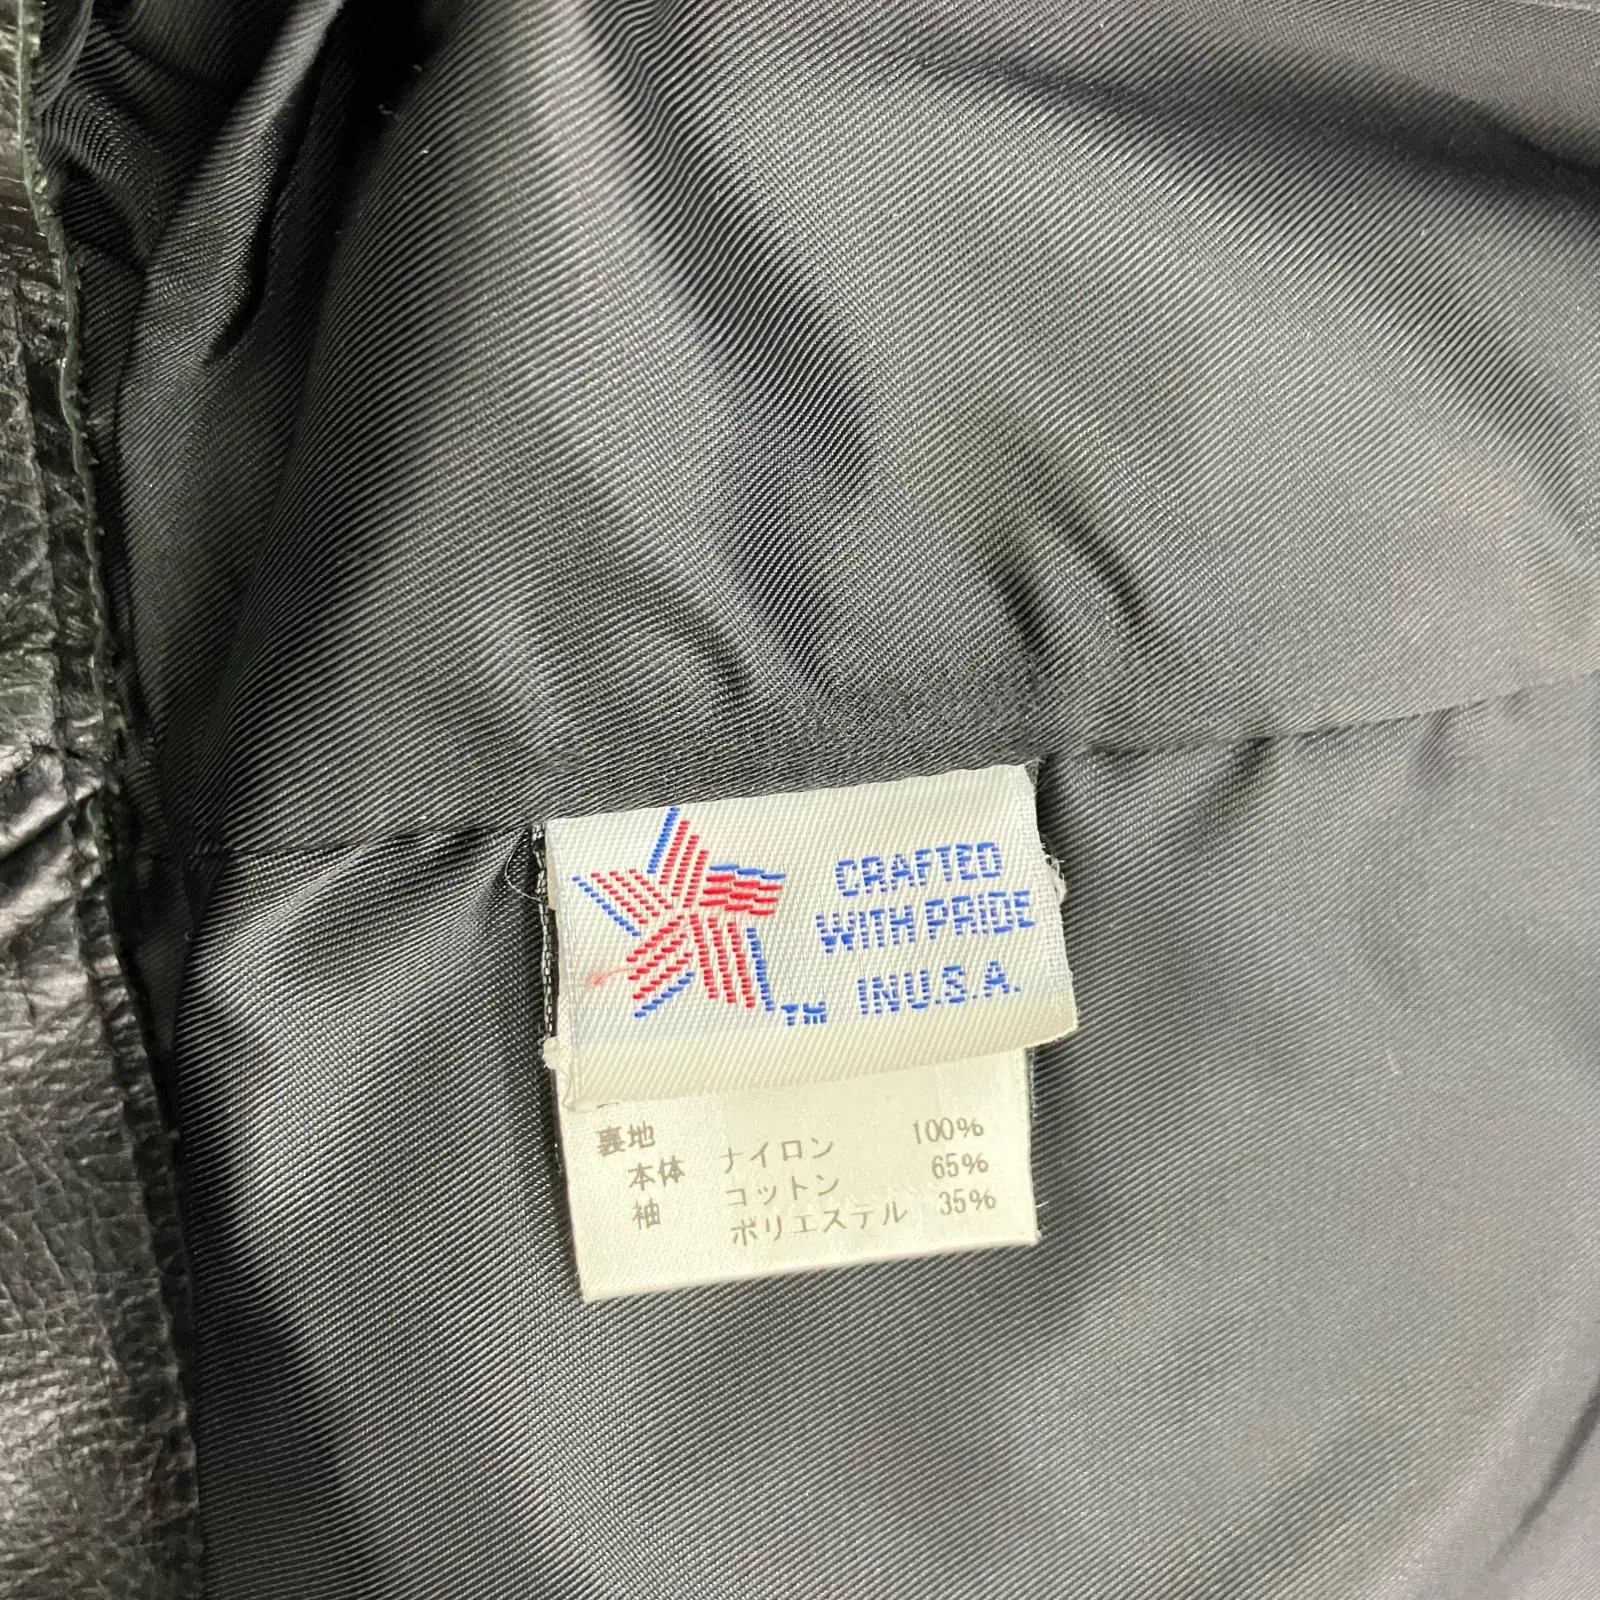 CRAFTED
WITH PRIDE
IN U.S.A.
TM
裏地
本体 ナイロン 100%
袖 コットン 65%
ポリエステル 35%